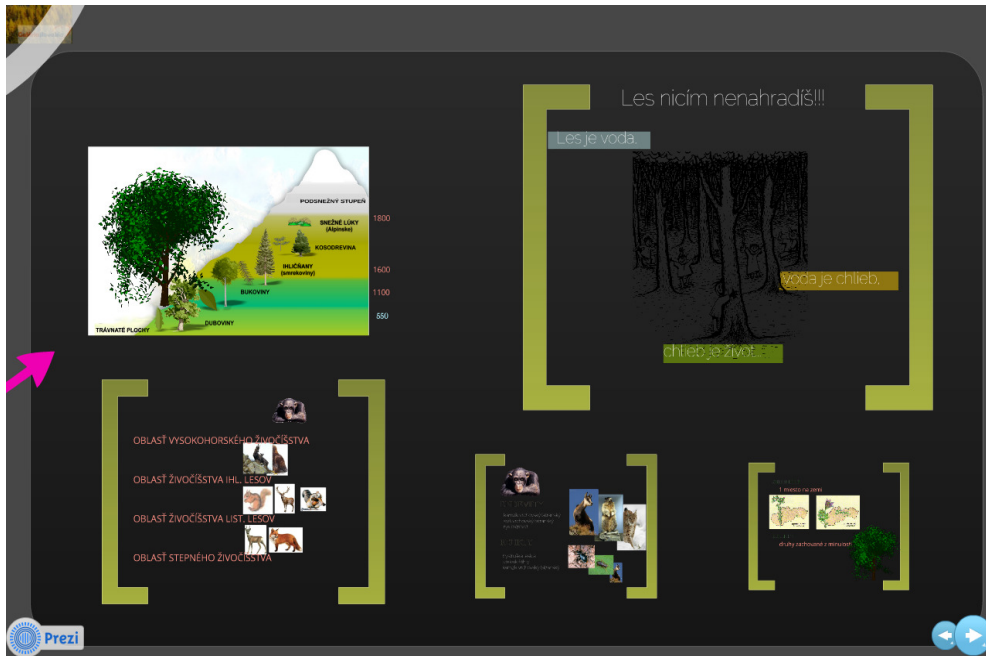 Les nicím nenahradíš!!!
Les je voda,
Voda je chlieb,
chlieb je život...
PODSNEŽNÝ STUPEŇ
1800
SNEŽNÉ LÚKY
(Alpínske)
KOSODREVINA
IHLIČŇANY
(smrekoviny)
1600
BUKOVINY
1100
550
DUBOVINY
TRÁVNATÉ PLOCHY
OBLASŤ VYSOKOHORSKÉHO ŽIVOČÍŠSTVA
OBLASŤ ŽIVOČÍŠSTVA IHL. LESOV
OBLASŤ ŽIVOČÍŠSTVA LIST. LESOV
OBLASŤ STEPNÉHO ŽIVOČÍŠSTVA
1 miesto na zemi
druhy zachované z minulosti
Prezi